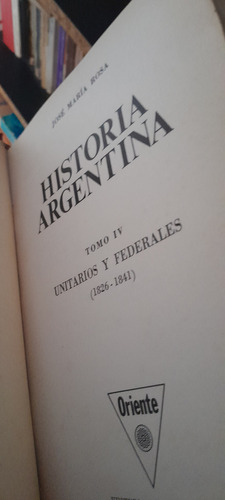 JOSÉ MARÍA ROSA
HISTORIA
ARGENTINA
TOMO IV
UNITARIOS Y FEDERALES
(1826-1841)
Oriente